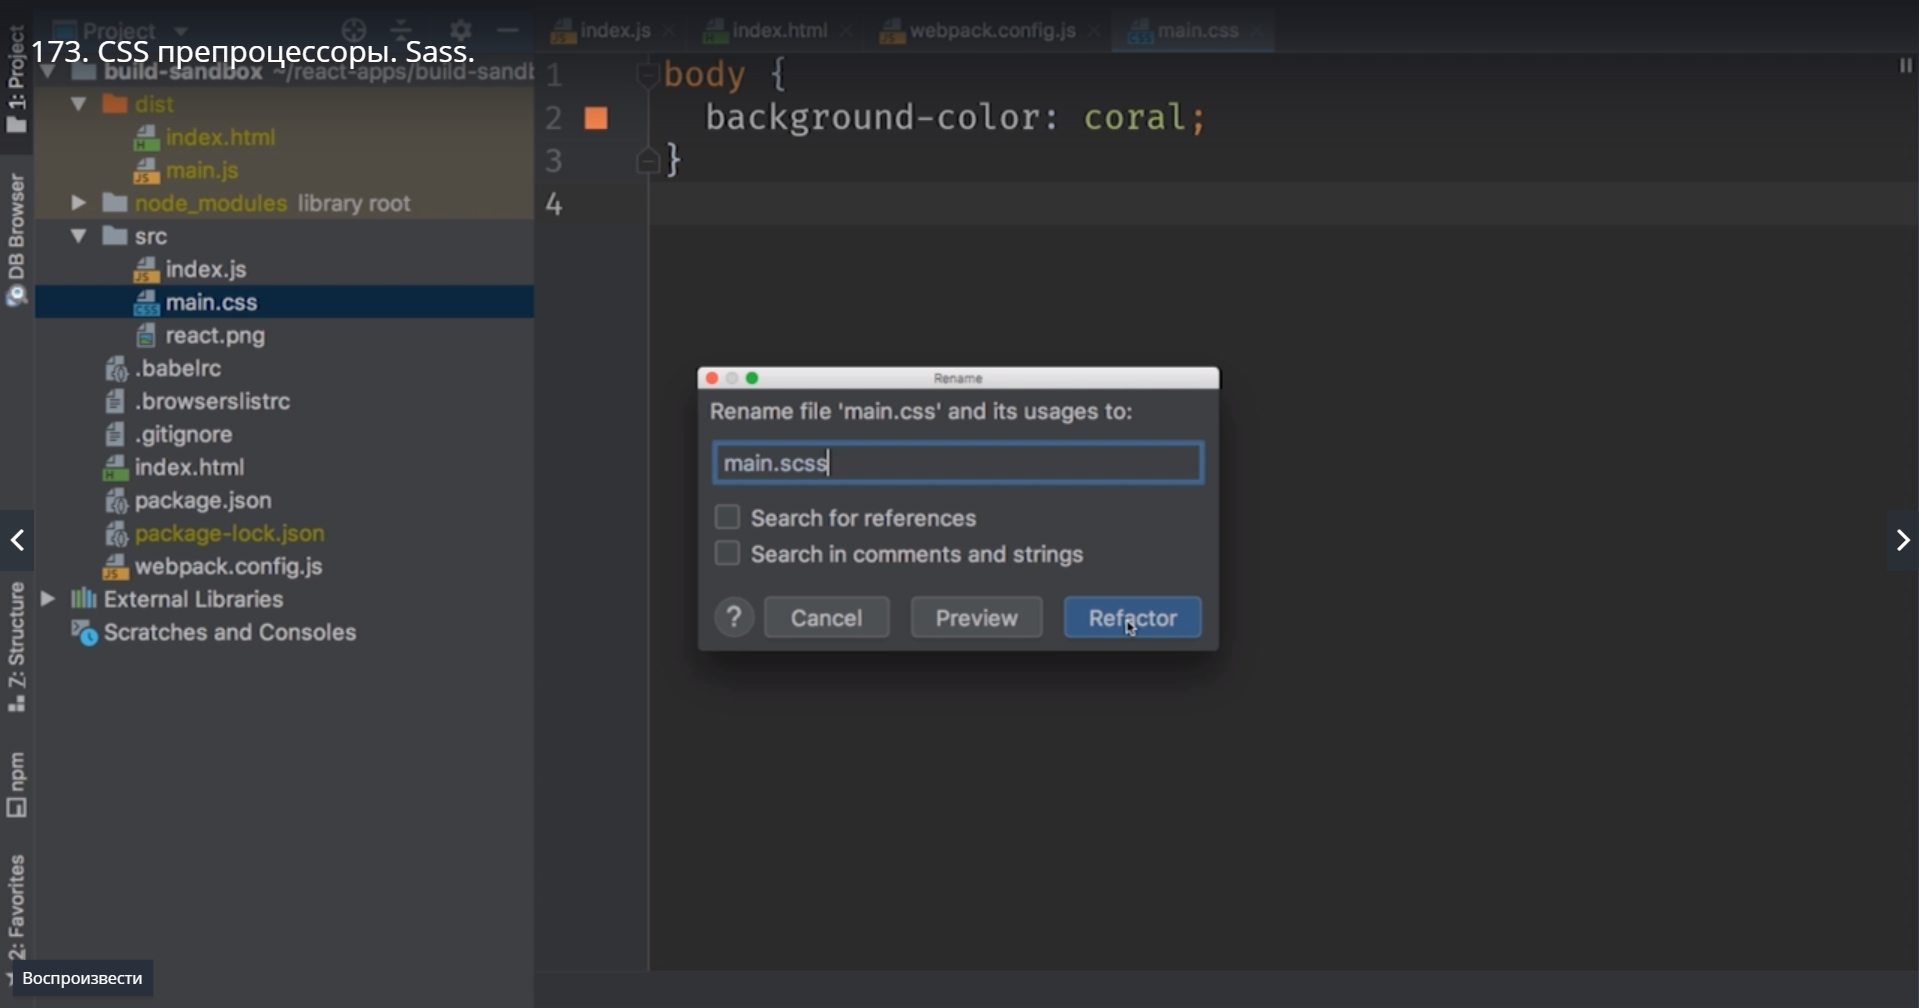 Project
173. CSS препроцессоры. Sass.
build-sandbox ~/react-apps/build-sandb
dist
index.html
main.js
node_modules library root
src
index.js
main.css
react.png
.babelrc
.browserslistrc
.gitignore
index.html
package.json
package-lock.json
webpack.config.js
External Libraries
Scratches and Consoles
1: Project
DB Browser
Z: Structure
npm
2: Favorites
Воспроизвести
index.js
index.html
webpack.config.js
main.css
1 body {
2 background-color: coral;
3 }
4
Rename
Rename file 'main.css' and its usages to:
main.scss
Search for references
Search in comments and strings
? Cancel Preview Refactor